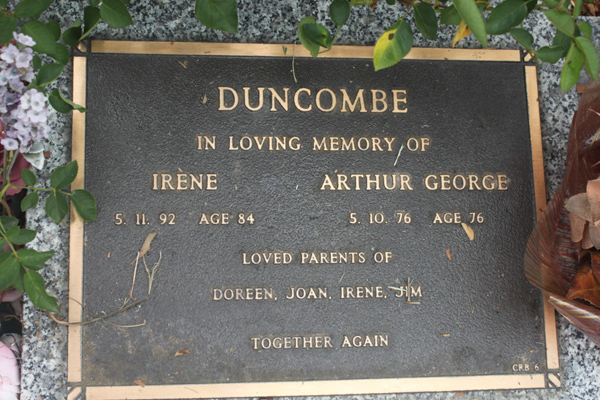 DUNCOMBE
IN LOVING MEMORY OF
IRENE ARTHUR GEORGE
5. 11. 92 AGE 84 5. 10. 76 AGE 76
LOVED PARENTS OF
DOREEN, JOAN, IRENE, JIM
TOGETHER AGAIN
CRB 6